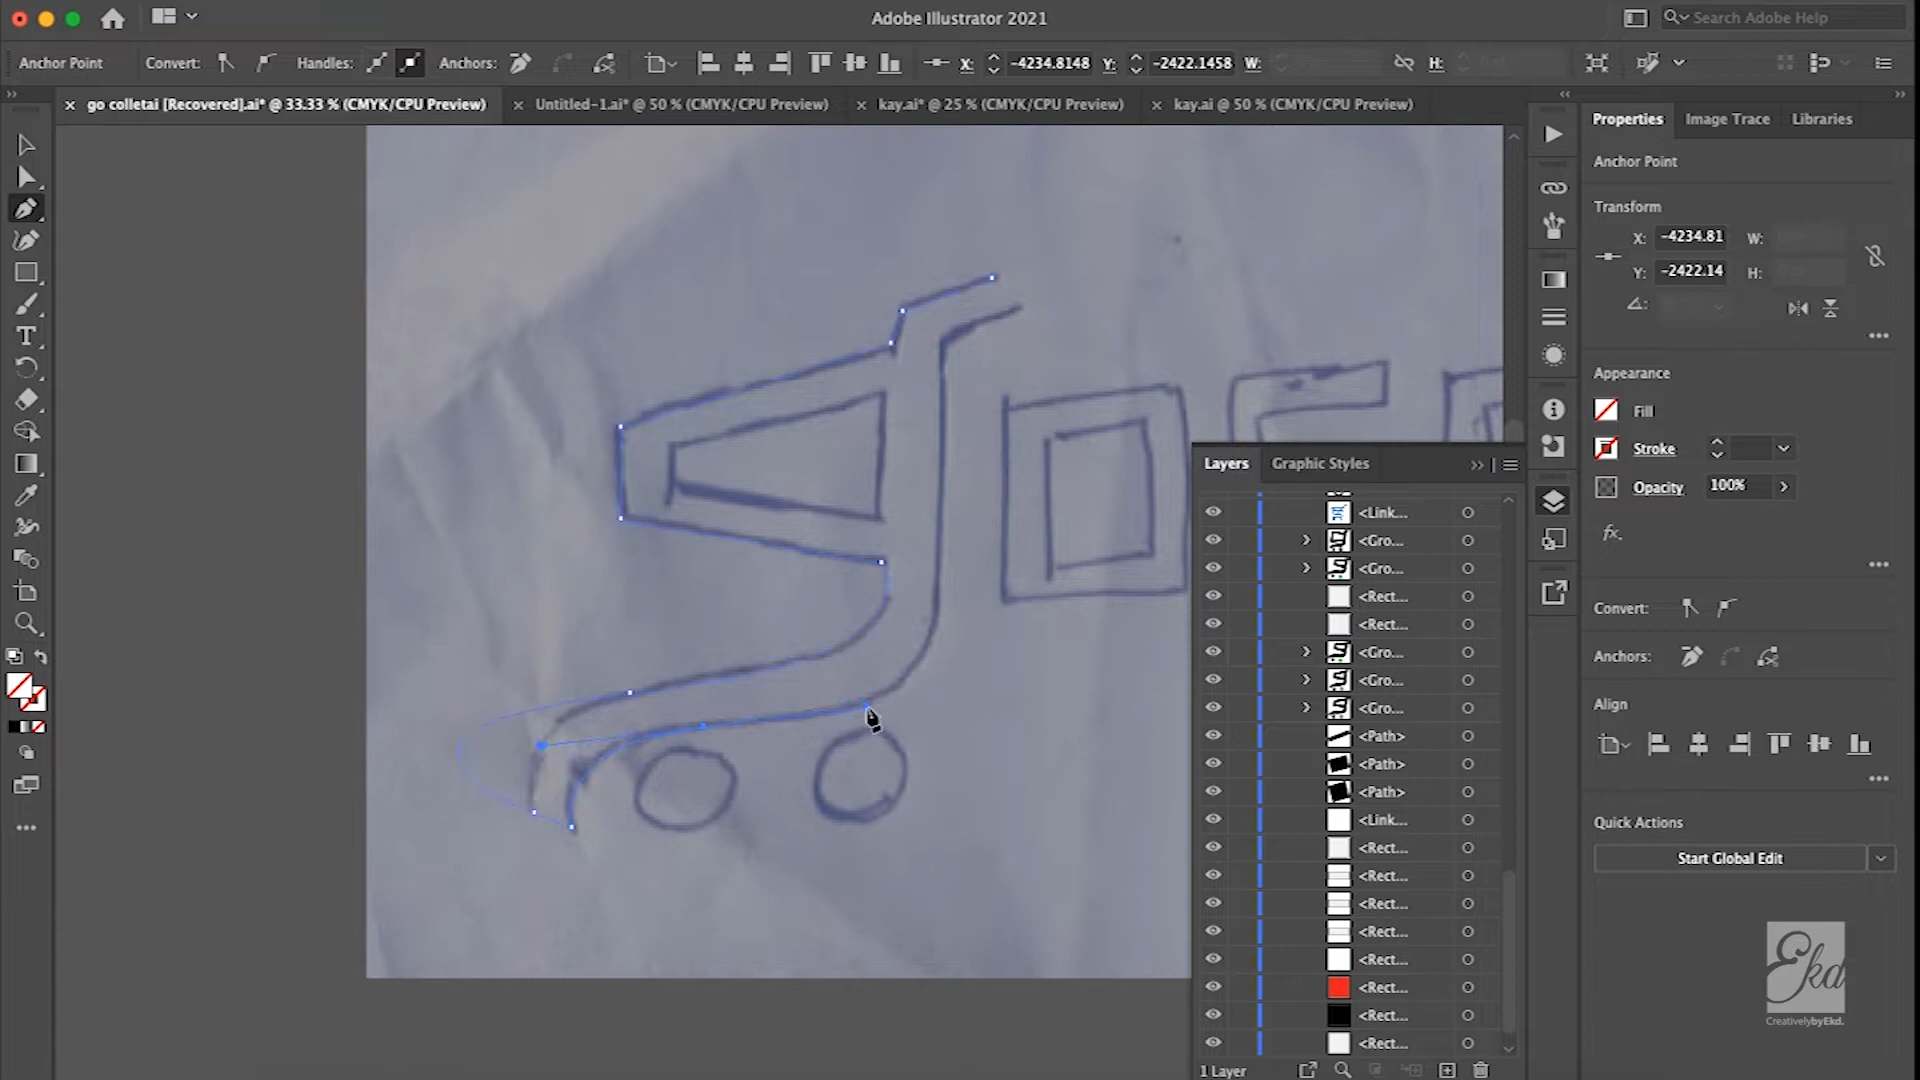 Adobe Illustrator 2021
Search Adobe Help
Anchor Point
Convert:
Handles:
Anchors:
X:
-4234.8148
Y:
-2422.1458
W:
H:
go colletai [Recovered].ai* @ 33.33 % (CMYK/CPU Preview)
Untitled-1.ai* @ 50 % (CMYK/CPU Preview)
kay.ai* @ 25 % (CMYK/CPU Preview)
kay.ai @ 50 % (CMYK/CPU Preview)
Properties
Image Trace
Libraries
Anchor Point
Transform
X:
-4234.81
W:
Y:
-2422.14
H:
Appearance
Fill
Stroke
Opacity
100%
fx.
Convert:
Anchors:
Align
Quick Actions
Start Global Edit
Layers
Graphic Styles
<Link...
<Gro...
<Gro...
<Rect...
<Rect...
<Gro...
<Gro...
<Gro...
<Path>
<Path>
<Path>
<Link...
<Rect...
<Rect...
<Rect...
<Rect...
<Rect...
<Rect...
<Rect...
<Rect...
1 Layer
Ekd
CreativelybyEkd.